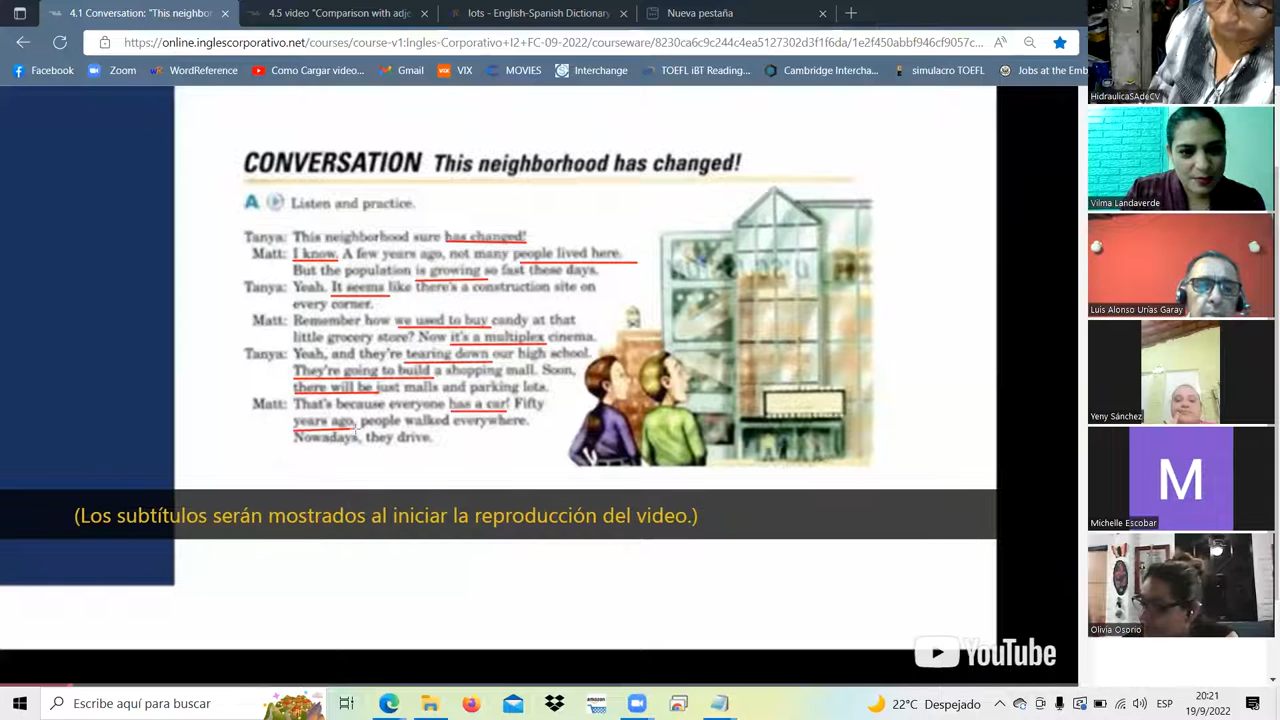 4.1 Conversation: "This neighbor
4.5 video "Comparison with adje
lots - English-Spanish Dictionary
Nueva pestaña
https://online.inglescorporativo.net/courses/course-v1:Ingles-Corporativo+I2+FC-09-2022/courseware/8230ca6c9c244c4ea5127302d3f1f6da/1e2f450abbf946cf9057c...
Facebook
Zoom
WordReference
Como Cargar video...
Gmail
VIX
MOVIES
Interchange
TOEFL iBT Reading...
Cambridge Intercha...
simulacro TOEFL
Jobs at the Emb
CONVERSATION This neighborhood has changed!
A Listen and practice.
Tanya: This neighborhood sure has changed!
Matt: I know. A few years ago, not many people lived here.
But the population is growing so fast these days.
Tanya: Yeah. It seems like there's a construction site on
every corner.
Matt: Remember how we used to buy candy at that
little grocery store? Now it's a multiplex cinema.
Tanya: Yeah, and they're tearing down our high school.
They're going to build a shopping mall. Soon,
there will be just malls and parking lots.
Matt: That's because everyone has a car! Fifty
years ago, people walked everywhere.
Nowadays, they drive.
(Los subtítulos serán mostrados al iniciar la reproducción del video.)
YouTube
HidraulicaSAdeCV
Vilma Landaverde
Luis Alonso Urías Garay
Yeny Sánchez
M
Michelle Escobar
Olivia Osorio
Escribe aquí para buscar
22°C Despejado
ESP
20:21
19/9/2022